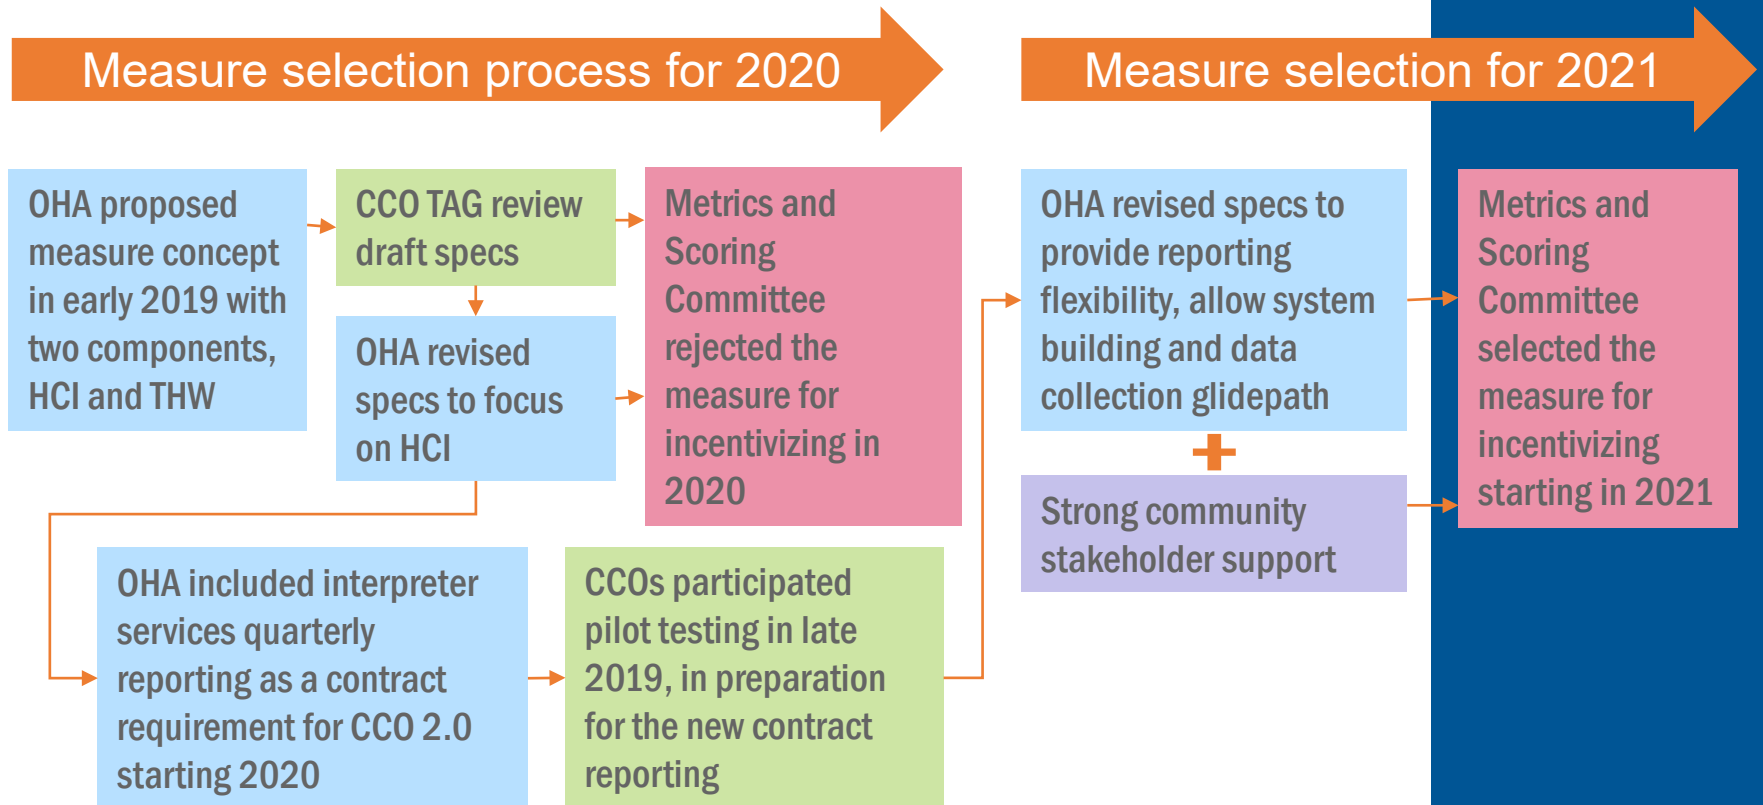 Measure selection process for 2020
Measure selection for 2021
OHA proposed
measure concept
in early 2019 with
two components,
HCI and THW
CCO TAG review
draft specs
OHA revised
specs to focus
on HCI
Metrics and
Scoring
Committee
rejected the
measure for
incentivizing in
2020
OHA included interpreter
services quarterly
reporting as a contract
requirement for CCO 2.0
starting 2020
CCOs participated
pilot testing in late
2019, in preparation
for the new contract
reporting
OHA revised specs to
provide reporting
flexibility, allow system
building and data
collection glidepath
Strong community
stakeholder support
Metrics and
Scoring
Committee
selected the
measure for
incentivizing
starting in 2021